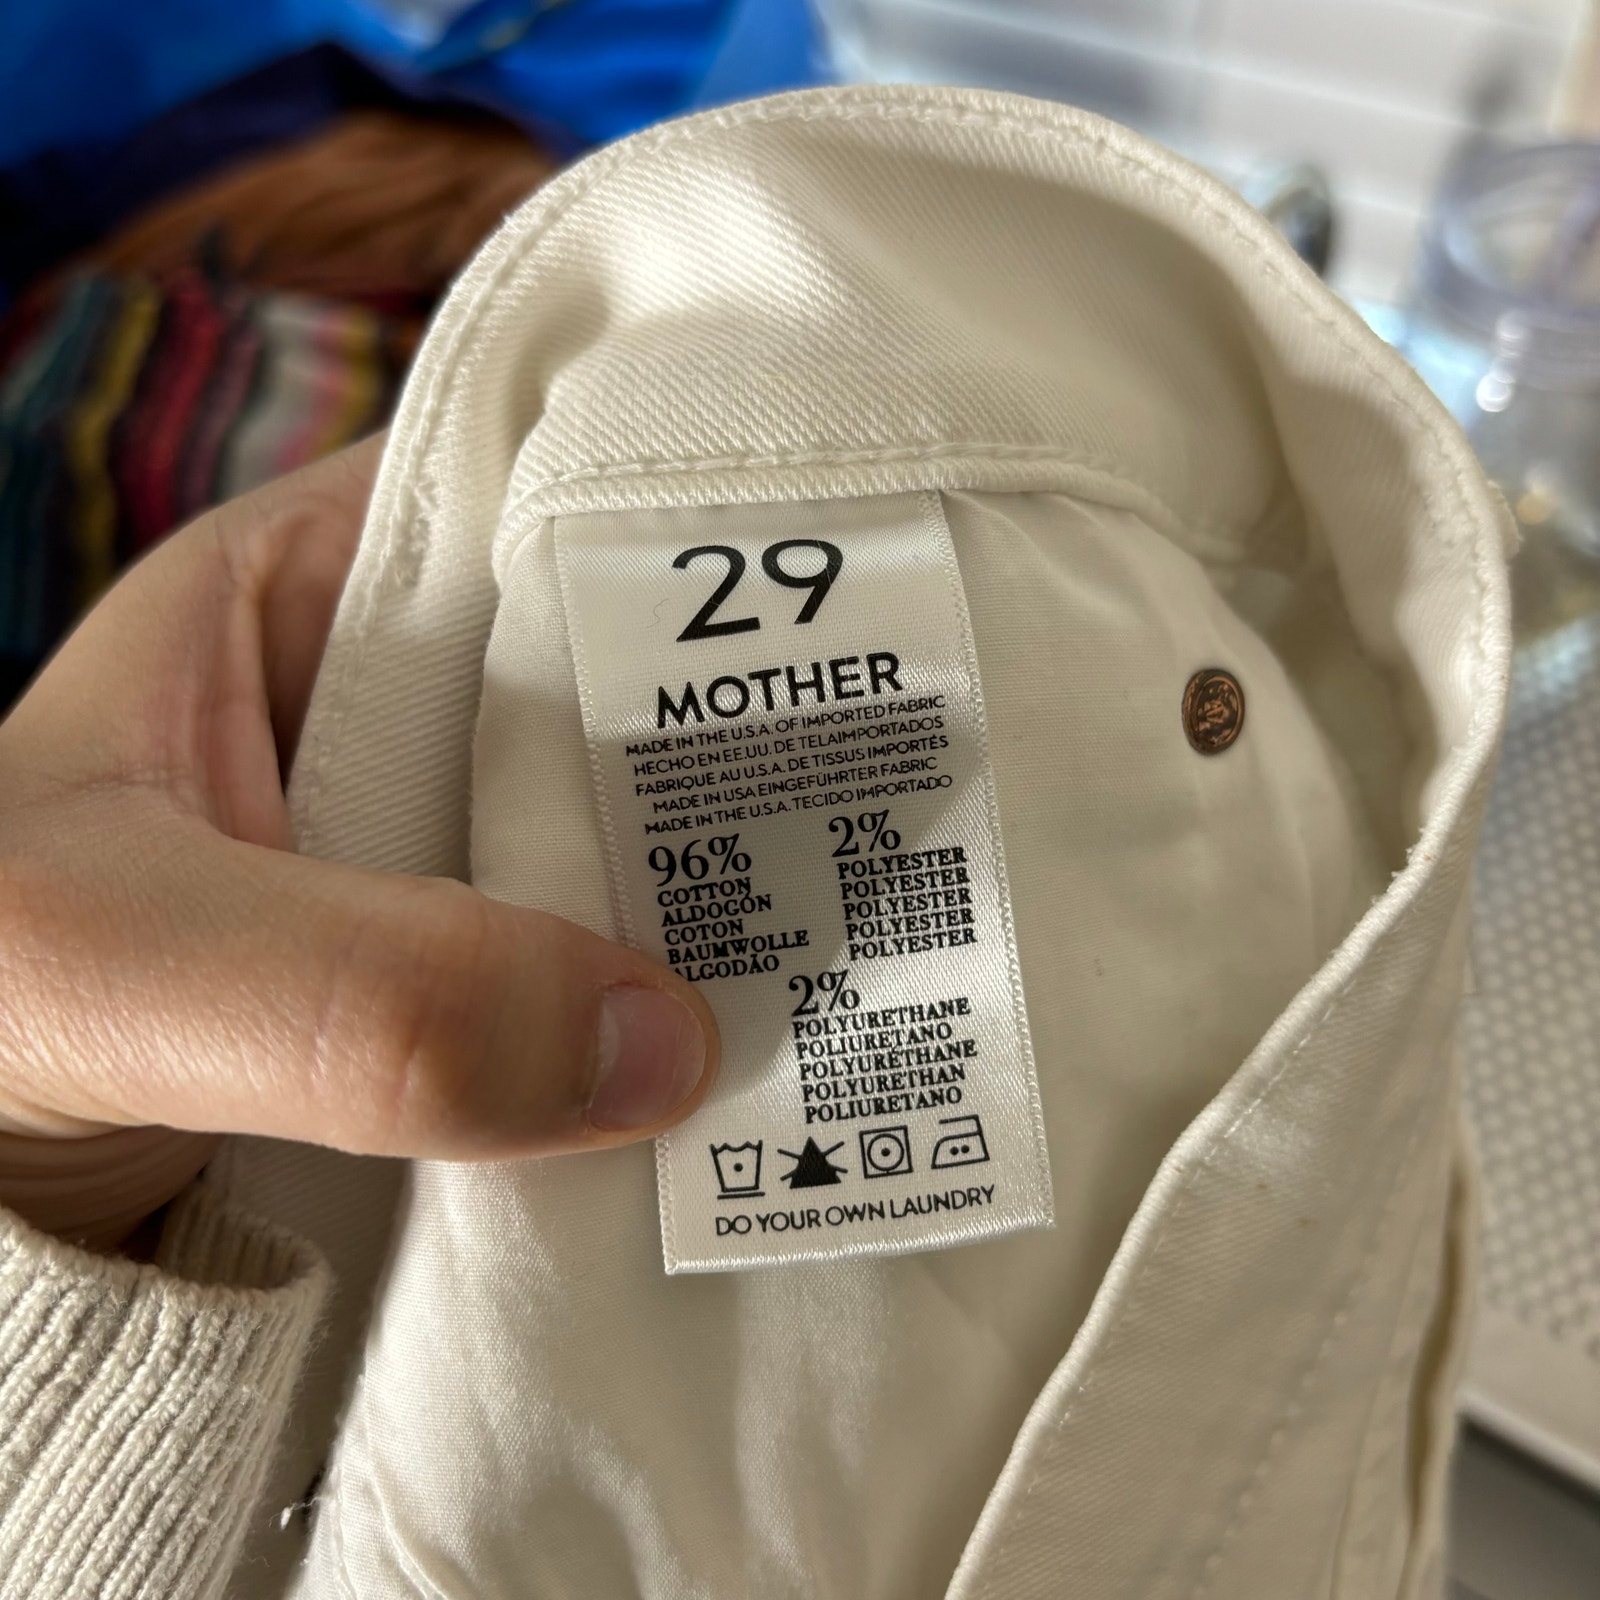 29
MOTHER
MADE IN THE U.S.A. OF IMPORTED FABRIC
HECHO EN EE.UU. DE TELAIMPORTADOS
FABRIQUE AU U.S.A. DE TISSUS IMPORTÉS
MADE IN USA EINGEFÜHRTER FABRIC
MADE IN THE U.S.A. TECIDO IMPORTADO
96%
COTTON
ALDOGÓN
COTON
BAUMWOLLE
ALGODÃO
2%
POLYESTER
POLYESTER
POLYESTER
POLYESTER
POLYESTER
2%
POLYURETHANE
POLIURETANO
POLYURÉTHANE
POLYURETHAN
POLIURETANO
DO YOUR OWN LAUNDRY